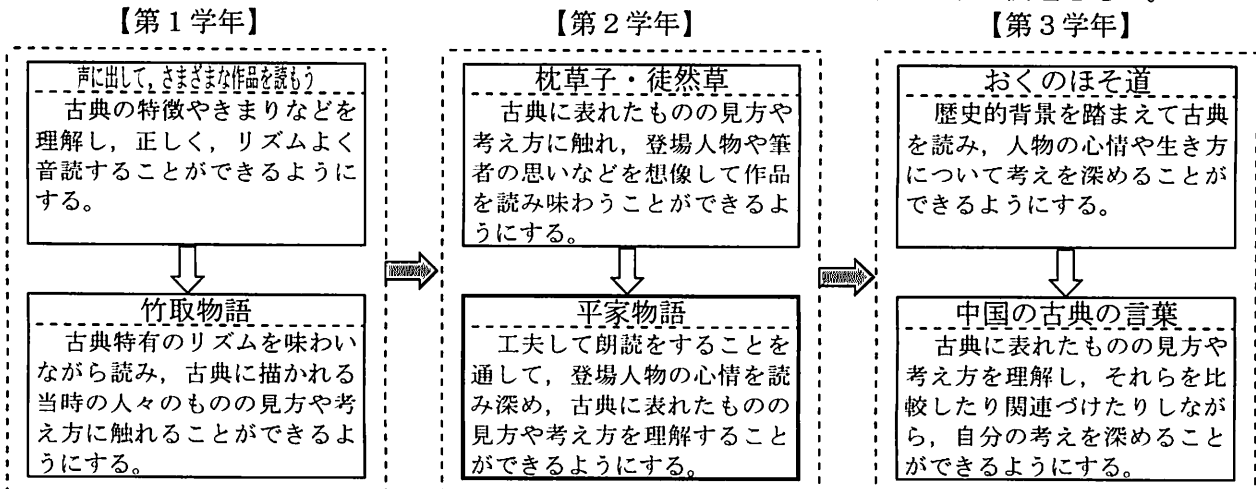 【第1学年】
声に出して，さまざまな作品を読もう
古典の特徴やきまりなどを
理解し，正しく，リズムよく
音読することができるように
する。
竹取物語
古典特有のリズムを味わい
ながら読み，古典に描かれる
当時の人々のものの見方や考
え方に触れることができるよ
うにする。
【第2学年】
枕草子・徒然草
古典に表れたものの見方や
考え方に触れ，登場人物や筆
者の思いなどを想像して作品
を読み味わうことができるよ
うにする。
平家物語
工夫して朗読をすることを
通して，登場人物の心情を読
み深め，古典に表れたものの
見方や考え方を理解すること
ができるようにする。
【第3学年】
おくのほそ道
歴史的背景を踏まえて古典
を読み，人物の心情や生き方
について考えを深めることが
できるようにする。
中国の古典の言葉
古典に表れたものの見方や
考え方を理解し，それらを比
較したり関連づけたりしなが
ら，自分の考えを深めること
ができるようにする。